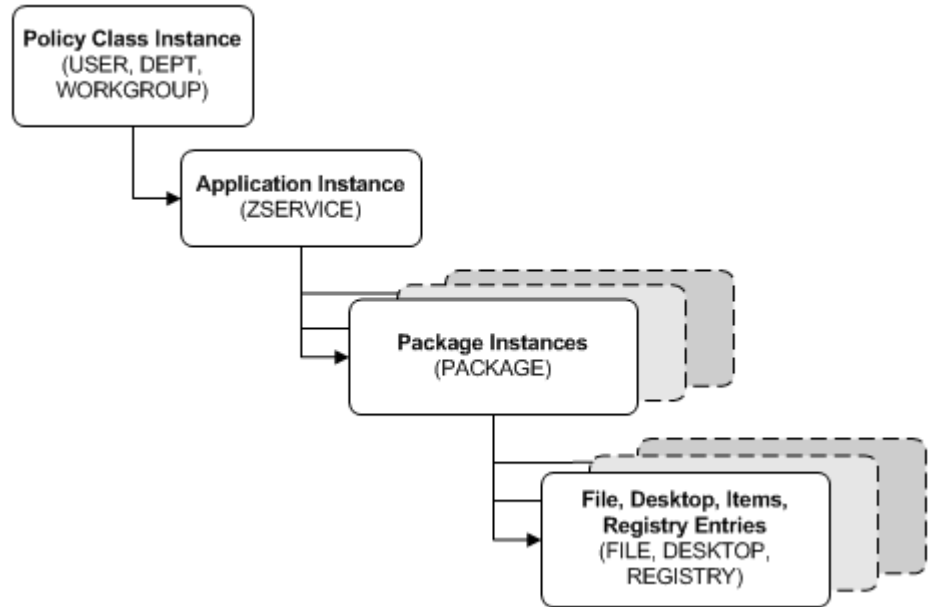 Policy Class Instance
(USER, DEPT,
WORKGROUP)
Application Instance
(ZSERVICE)
Package Instances
(PACKAGE)
File, Desktop, Items,
Registry Entries
(FILE, DESKTOP,
REGISTRY)